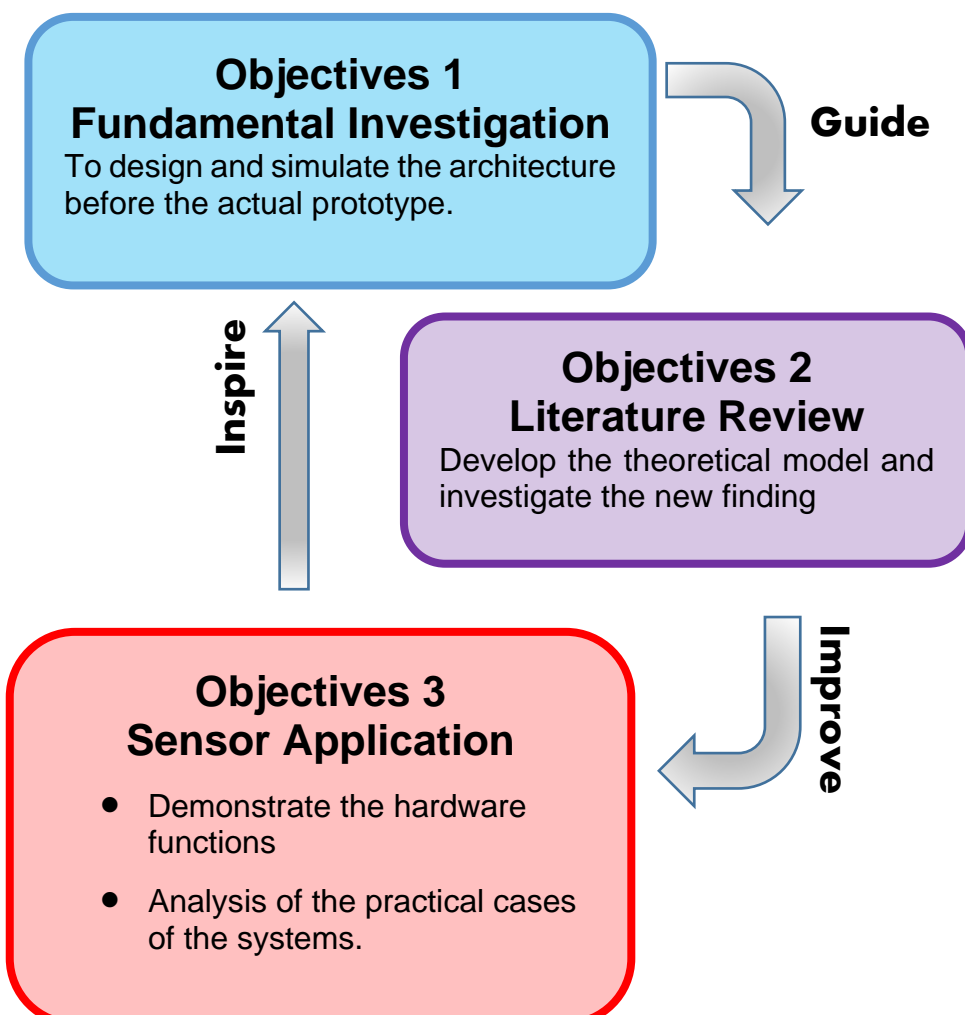 Objectives 1
Fundamental Investigation
To design and simulate the architecture
before the actual prototype.
Guide
Inspire
Objectives 2
Literature Review
Develop the theoretical model and
investigate the new finding
Improve
Objectives 3
Sensor Application
● Demonstrate the hardware
functions
● Analysis of the practical cases
of the systems.